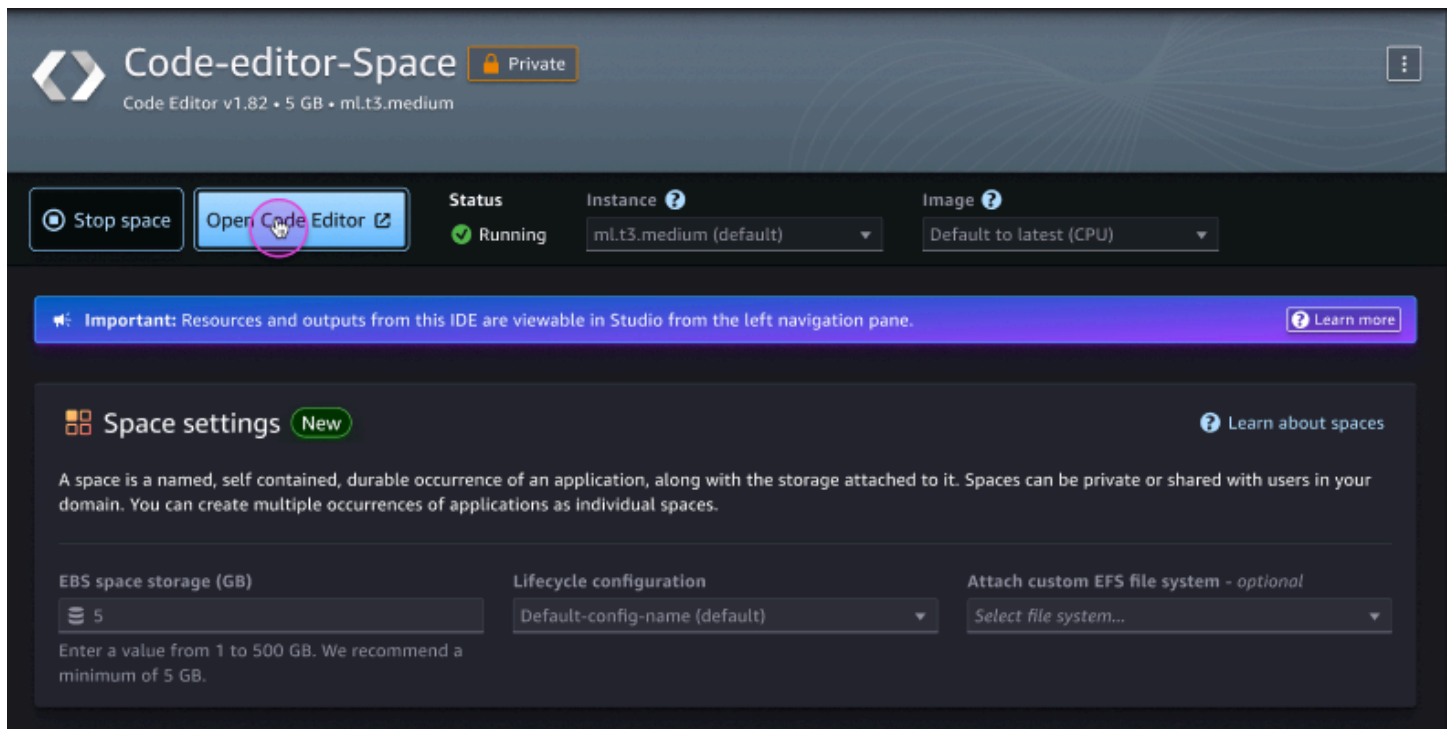 Code-editor-Space Private
Code Editor v1.82 • 5 GB • ml.t3.medium
Stop space
Open Code Editor
Status
Running
Instance ?
ml.t3.medium (default)
Image ?
Default to latest (CPU)
Important: Resources and outputs from this IDE are viewable in Studio from the left navigation pane.
? Learn more
Space settings New
? Learn about spaces
A space is a named, self contained, durable occurrence of an application, along with the storage attached to it. Spaces can be private or shared with users in your
domain. You can create multiple occurrences of applications as individual spaces.
EBS space storage (GB)
5
Enter a value from 1 to 500 GB. We recommend a
minimum of 5 GB.
Lifecycle configuration
Default-config-name (default)
Attach custom EFS file system - optional
Select file system...